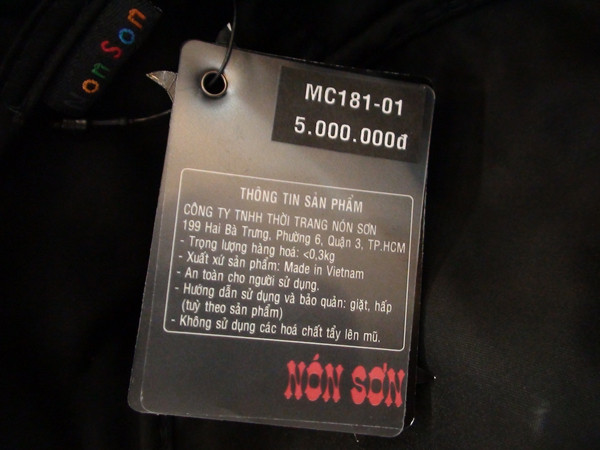 Non Son
MC181-01
5.000.000đ
THÔNG TIN SẢN PHẨM
CÔNG TY TNHH THỜI TRANG NÓN SƠN
199 Hai Bà Trưng, Phường 6, Quận 3, TP.HCM
- Trọng lượng hàng hoá: <0,3kg
- Xuất xứ sản phẩm: Made in Vietnam
- An toàn cho người sử dụng.
- Hướng dẫn sử dụng và bảo quản: giặt, hấp
(tuỳ theo sản phẩm)
- Không sử dụng các hoá chất tẩy lên mũ.
NÓN SƠN